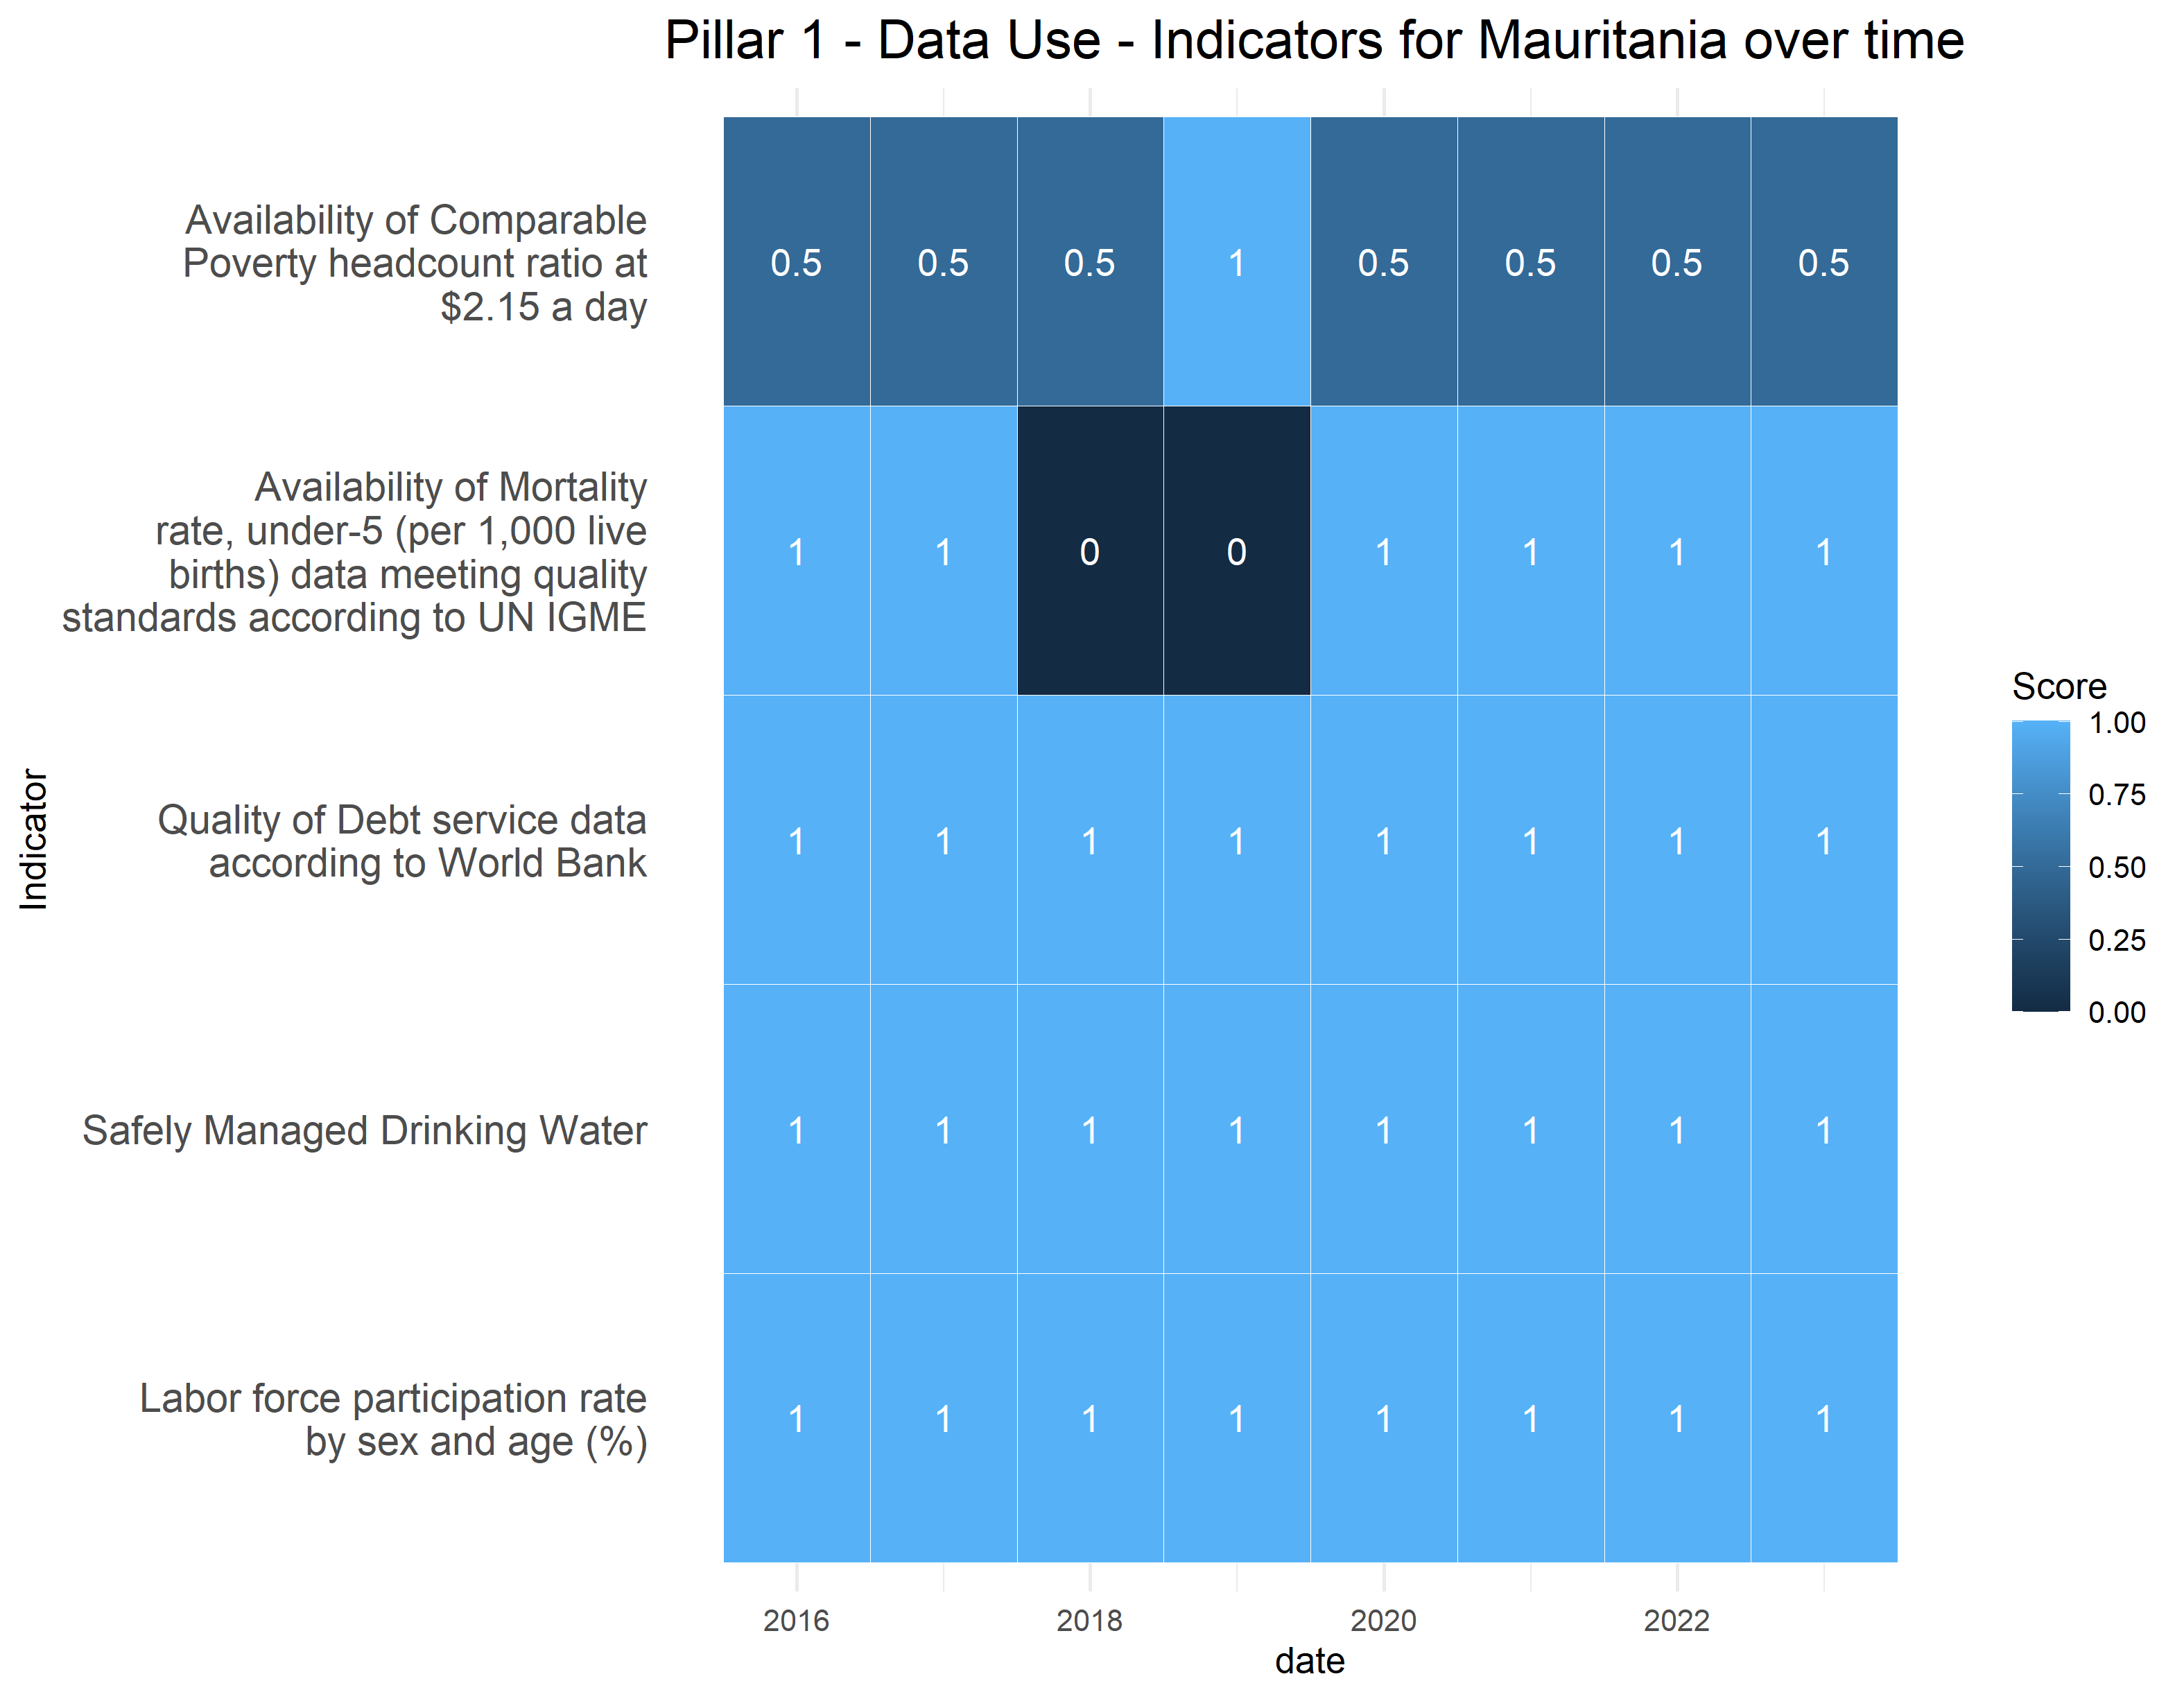 Pillar 1 - Data Use - Indicators for Mauritania over time
Availability of Comparable
Poverty headcount ratio at
$2.15 a day
0.5 0.5 0.5 1 0.5 0.5 0.5 0.5
Availability of Mortality
rate, under-5 (per 1,000 live
births) data meeting quality
standards according to UN IGME
1 1 0 0 1 1 1 1
Quality of Debt service data
according to World Bank
1 1 1 1 1 1 1 1
Safely Managed Drinking Water
1 1 1 1 1 1 1 1
Labor force participation rate
by sex and age (%)
1 1 1 1 1 1 1 1
Indicator
2016 2018 2020 2022
date
Score
1.00
0.75
0.50
0.25
0.00